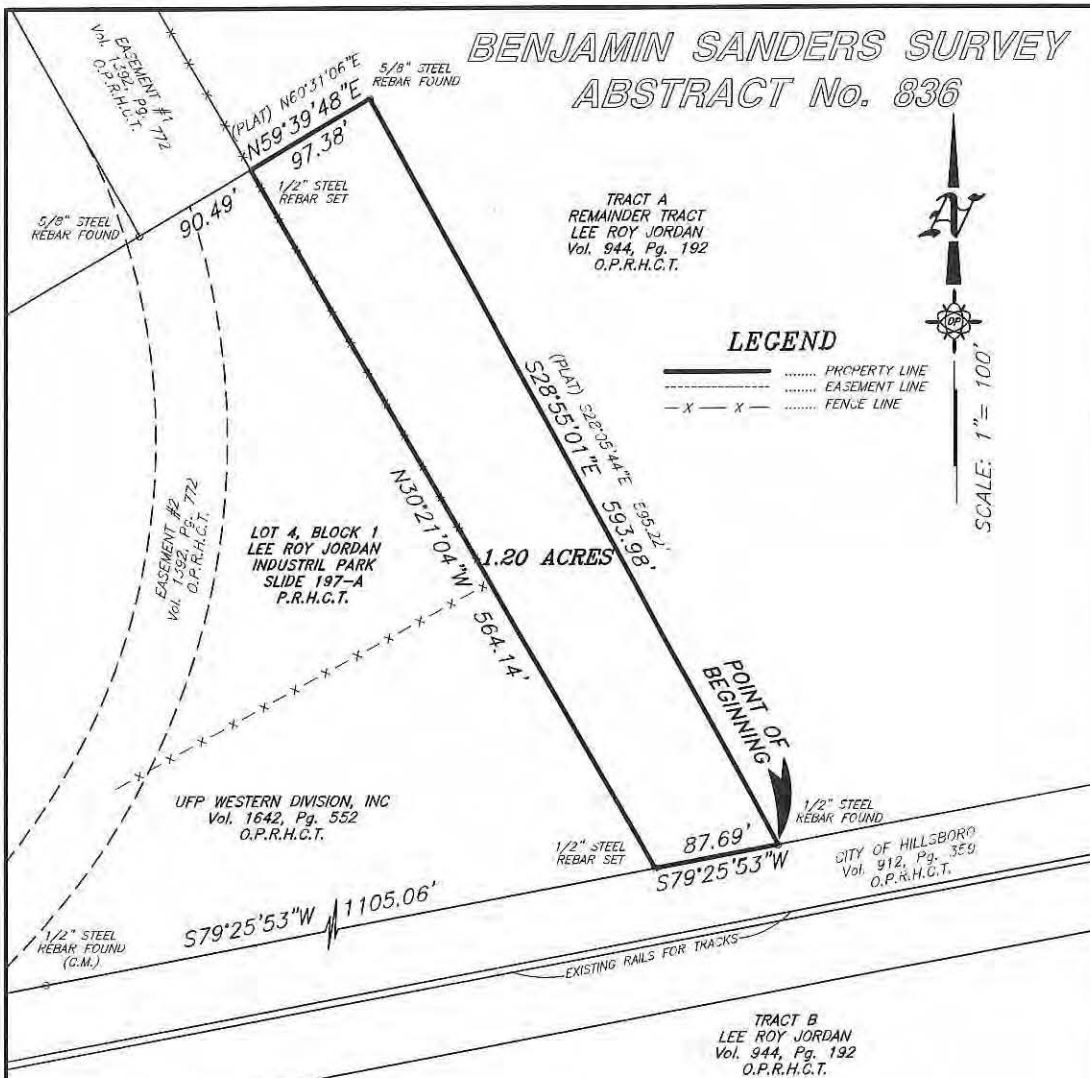 BENJAMIN SANDERS SURVEY
ABSTRACT No. 836
EASEMENT #1
Vol. 1392, Pg. 772
O.P.R.H.C.T.
(PLAT) N60°31'06"E
N59°39'48"E
97.38'
5/8" STEEL
REBAR FOUND
1/2" STEEL
REBAR SET
5/8" STEEL
REBAR FOUND
90.49'
TRACT A
REMAINDER TRACT
LEE ROY JORDAN
Vol. 944, Pg. 192
O.P.R.H.C.T.
N
DP
SCALE: 1"= 100'
LEGEND
........ PROPERTY LINE
........ EASEMENT LINE
— X — X — ........ FENCE LINE
(PLAT) S28°05'44"E 595.22'
S28°55'01"E 593.98'
EASEMENT #2
Vol. 1392, Pg. 772
O.P.R.H.C.T.
LOT 4, BLOCK 1
LEE ROY JORDAN
INDUSTRIL PARK
SLIDE 197-A
P.R.H.C.T.
N30°21'04"W 564.14'
1.20 ACRES
POINT OF
BEGINNING
UFP WESTERN DIVISION, INC
Vol. 1642, Pg. 552
O.P.R.H.C.T.
1/2" STEEL
REBAR FOUND
1/2" STEEL
REBAR SET
87.69'
S79°25'53"W
CITY OF HILLSBORO
Vol. 912, Pg. 359
O.P.R.H.C.T.
S79°25'53"W 1105.06'
1/2" STEEL
REBAR FOUND
(C.M.)
EXISTING RAILS FOR TRACKS
TRACT B
LEE ROY JORDAN
Vol. 944, Pg. 192
O.P.R.H.C.T.